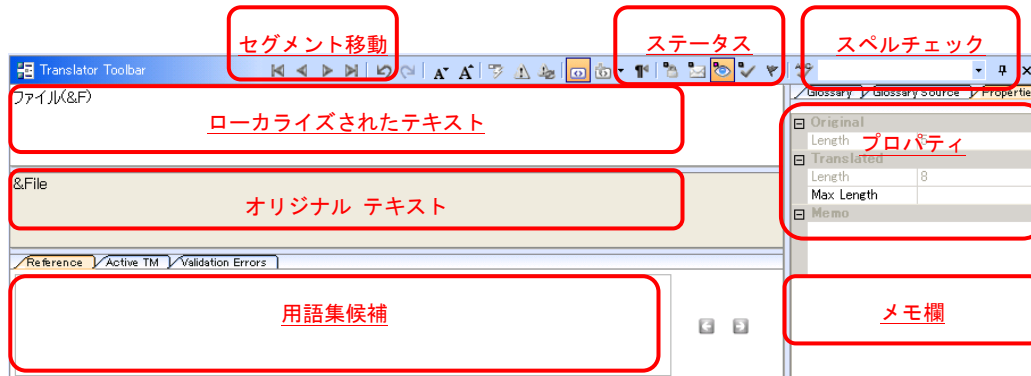 セグメント移動
ステータス
スペルチェック
Translator Toolbar
ファイル(&F)
ローカライズされたテキスト
Glossary Glossary Source Propertie
Original
Length 5
プロパティ
Translated
Length 8
Max Length
Memo
&File
オリジナル テキスト
Reference Active TM Validation Errors
用語集候補
メモ欄